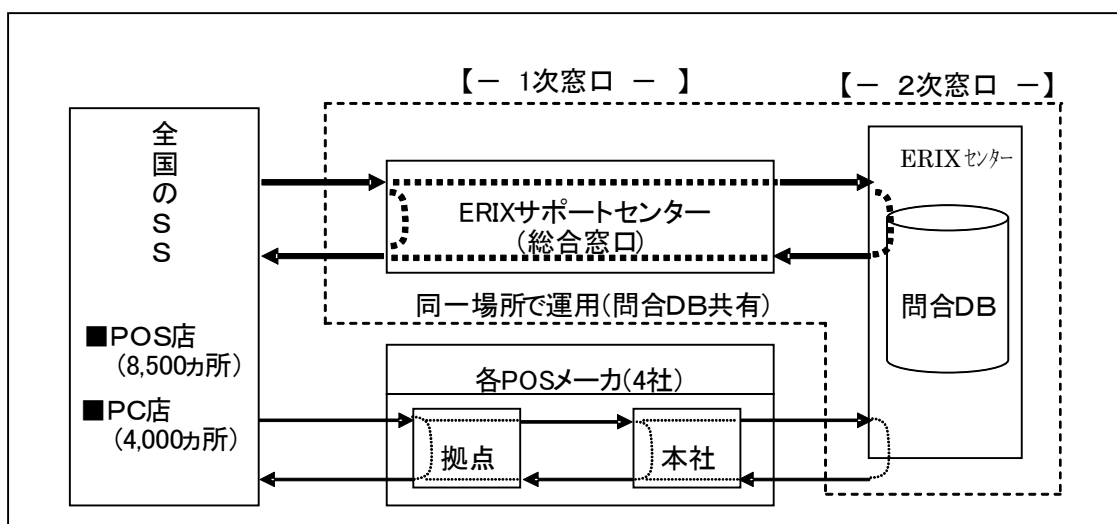 【－ 1次窓口 －】
【－ 2次窓口 －】
全国のSS
■POS店
(8,500ヵ所)
■PC店
(4,000ヵ所)
ERIXサポートセンター
(総合窓口)
同一場所で運用(問合DB共有)
ERIXセンター
問合DB
各POSメーカ(4社)
拠点
本社